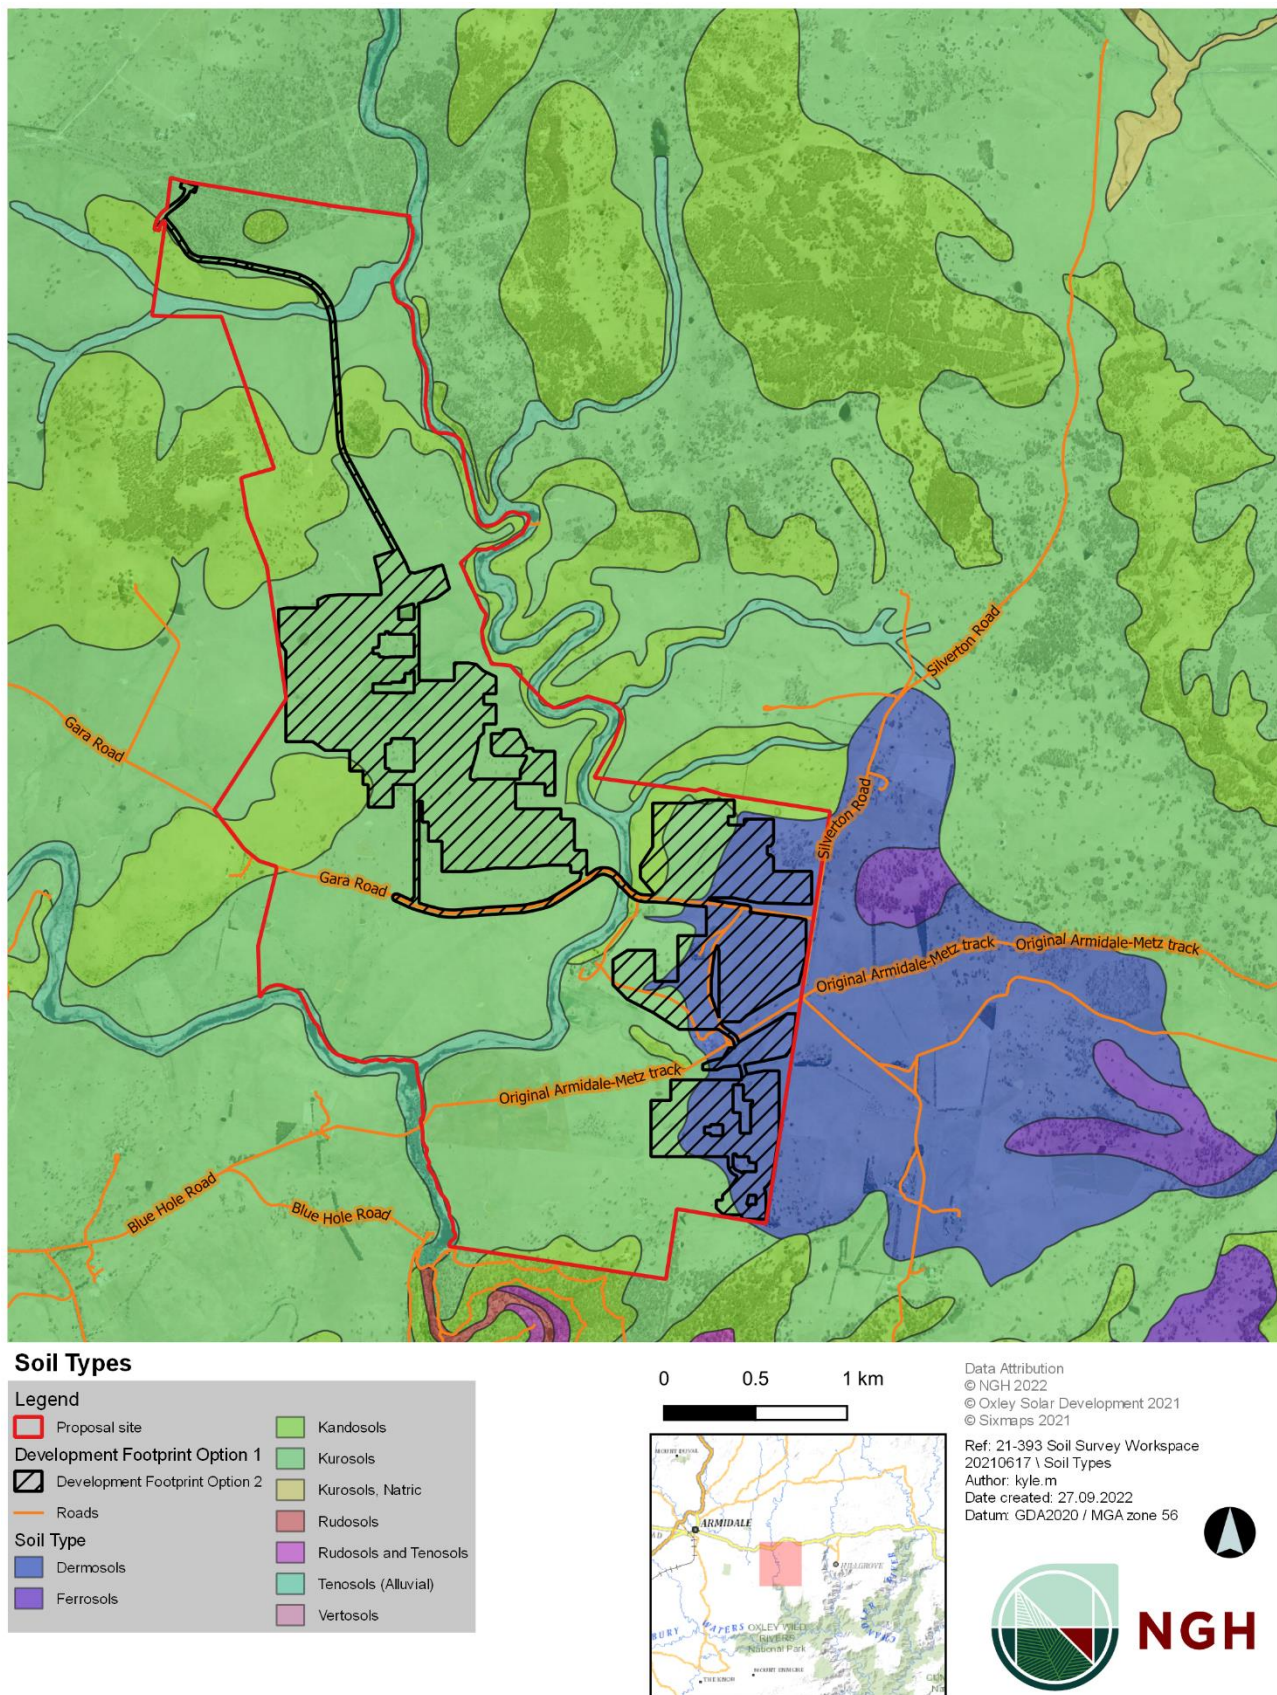 Silverton Road
Gara Road
Silverton Road
Gara Road
Original Armidale-Metz track
Original Armidale-Metz track
Original Armidale-Metz track
Blue Hole Road
Blue Hole Road
Soil Types
Legend
Proposal site
Development Footprint Option 1
Development Footprint Option 2
Roads
Soil Type
Dermosols
Ferrosols
Kandosols
Kurosols
Kurosols, Natric
Rudosols
Rudosols and Tenosols
Tenosols (Alluvial)
Vertosols
0 0.5 1 km
ARMIDALE
HILLGROVE
OXLEY WILD
RIVERS
National Park
WATERS
Data Attribution
© NGH 2022
© Oxley Solar Development 2021
© Sixmaps 2021
Ref: 21-393 Soil Survey Workspace
20210617 \ Soil Types
Author: kyle.m
Date created: 27.09.2022
Datum: GDA2020 / MGA zone 56
NGH